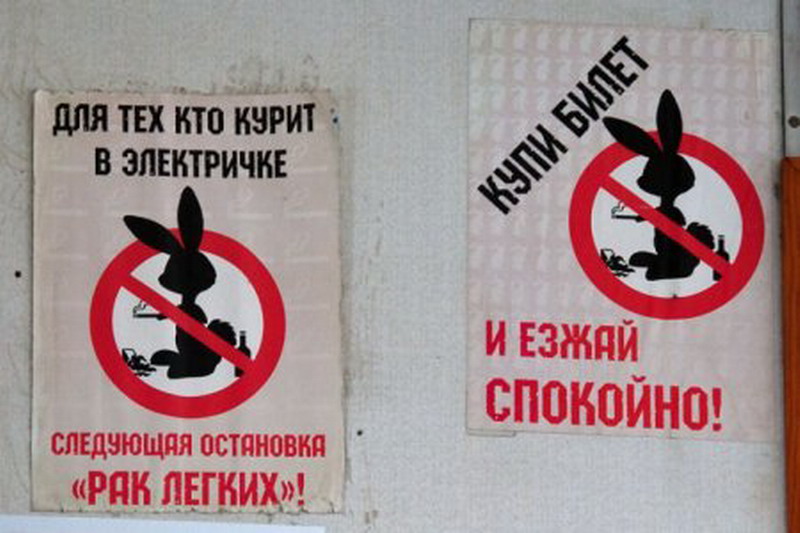 ДЛЯ ТЕХ КТО КУРИТ
В ЭЛЕКТРИЧКЕ
СЛЕДУЮЩАЯ ОСТАНОВКА
«РАК ЛЕГКИХ»!
КУПИ БИЛЕТ
И ЕЗЖАЙ
СПОКОЙНО!